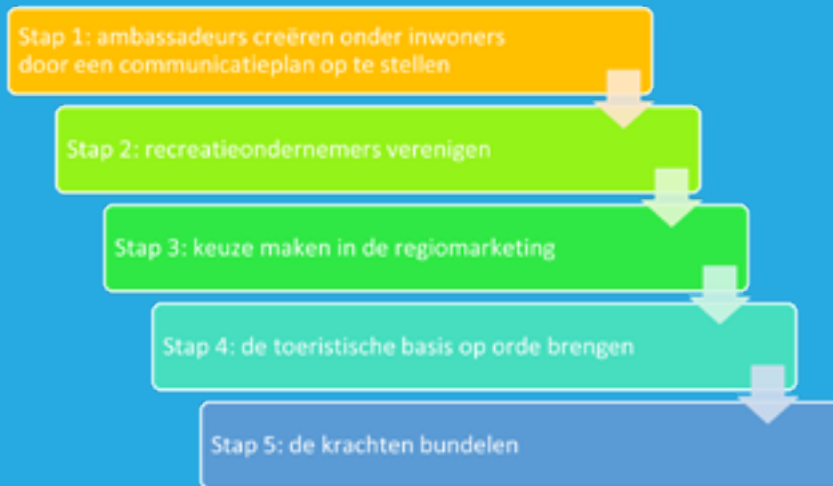 Stap 1: ambassadeurs creëren onder inwoners
door een communicatieplan op te stellen
Stap 2: recreatieondernemers verenigen
Stap 3: keuze maken in de regiomarketing
Stap 4: de toeristische basis op orde brengen
Stap 5: de krachten bundelen